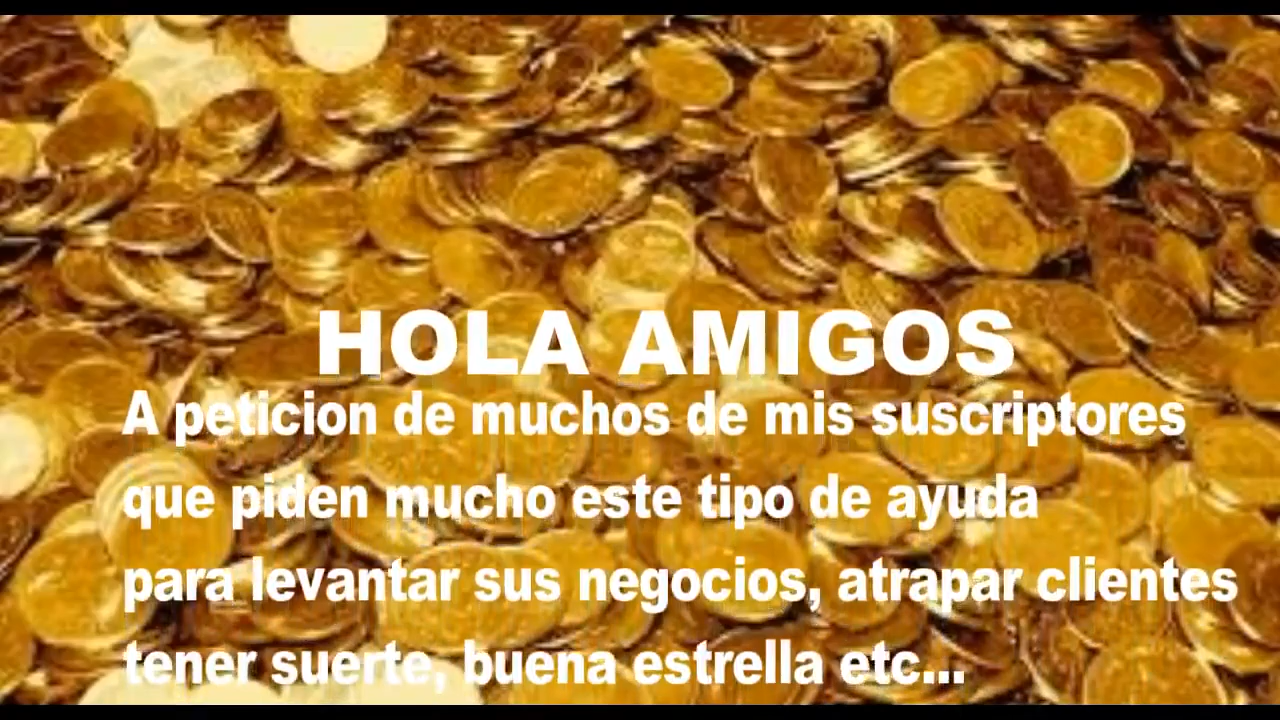 HOLA AMIGOS
A peticion de muchos de mis suscriptores
que piden mucho este tipo de ayuda
para levantar sus negocios, atrapar clientes
tener suerte, buena estrella etc...